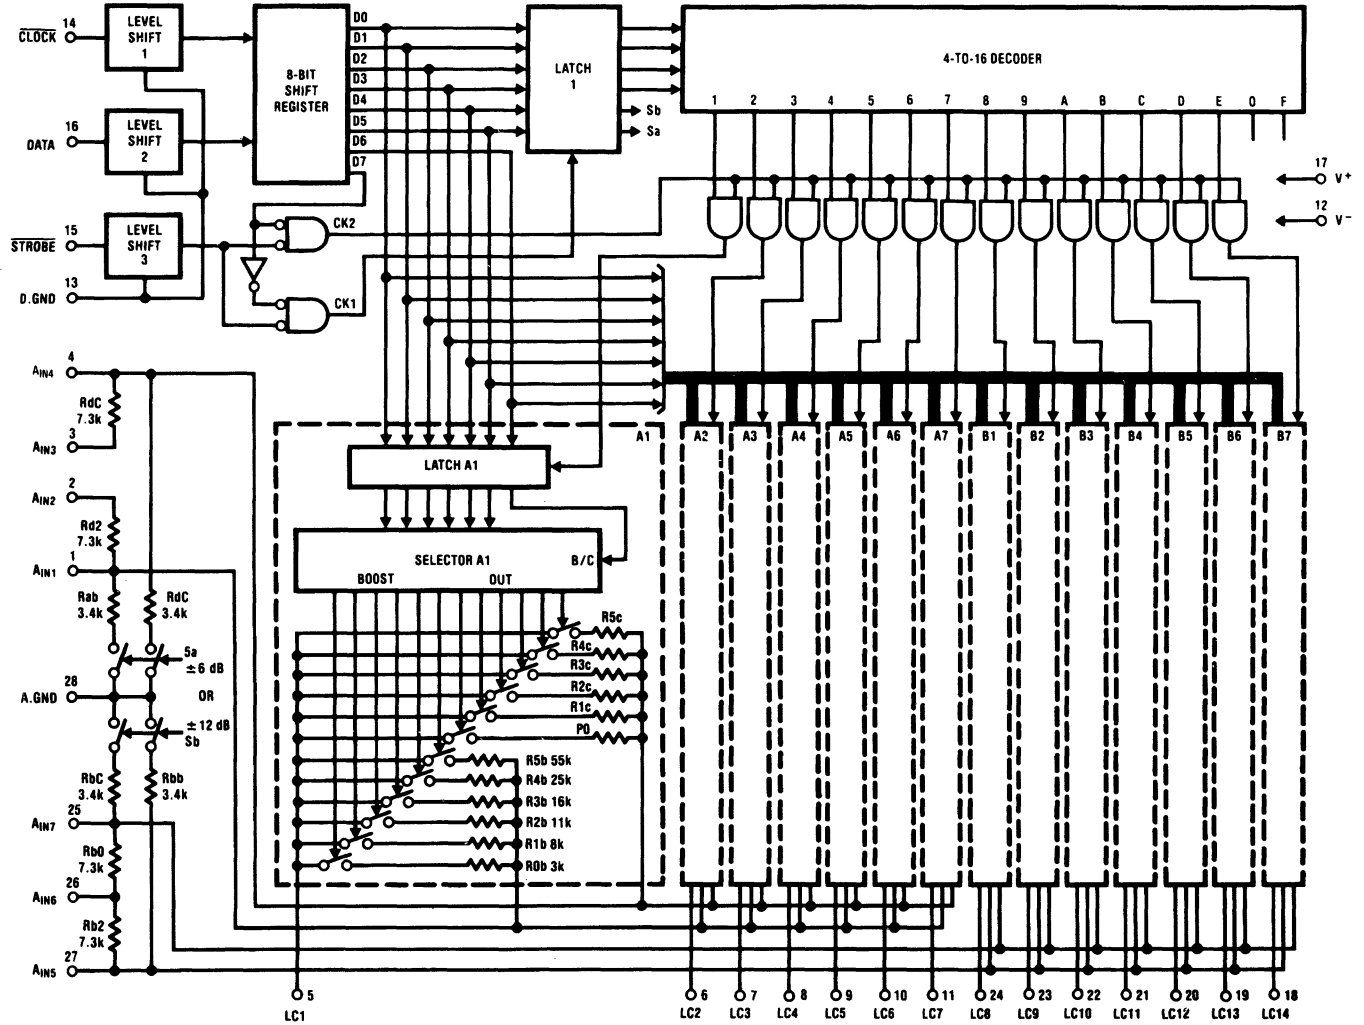 CLOCK
14
LEVEL SHIFT 1
DATA
16
LEVEL SHIFT 2
STROBE
15
LEVEL SHIFT 3
D.GND
13
8-BIT SHIFT REGISTER
D0
D1
D2
D3
D4
D5
D6
D7
LATCH 1
Sb
Sa
4-TO-16 DECODER
1 2 3 4 5 6 7 8 9 A B C D E 0 F
17
V+
12
V−
CK2
CK1
AIN4
4
RdC
7.3k
AIN3
3
AIN2
2
Rd2
7.3k
AIN1
1
Rab
3.4k
RdC
3.4k
5a
±6 dB
A.GND
28
OR
±12 dB
Sb
RbC
3.4k
Rbb
3.4k
AIN7
25
Rb0
7.3k
AIN6
26
Rb2
7.3k
AIN5
27
A1
LATCH A1
SELECTOR A1
B/C
BOOST
OUT
R5c
R4c
R3c
R2c
R1c
P0
R5b 55k
R4b 25k
R3b 16k
R2b 11k
R1b 8k
R0b 3k
A2 A3 A4 A5 A6 A7 B1 B2 B3 B4 B5 B6 B7
5 6 7 8 9 10 11 24 23 22 21 20 19 18
LC1 LC2 LC3 LC4 LC5 LC6 LC7 LC8 LC9 LC10 LC11 LC12 LC13 LC14